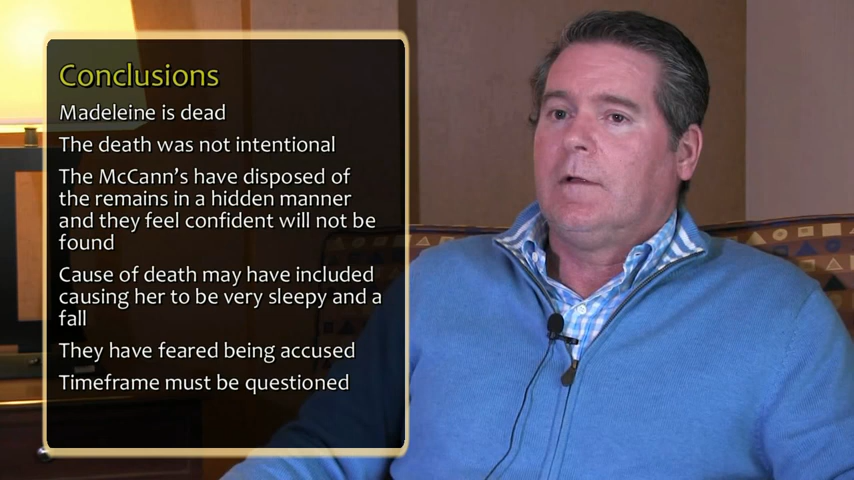 Conclusions
Madeleine is dead
The death was not intentional
The McCann's have disposed of
the remains in a hidden manner
and they feel confident will not be
found
Cause of death may have included
causing her to be very sleepy and a
fall
They have feared being accused
Timeframe must be questioned